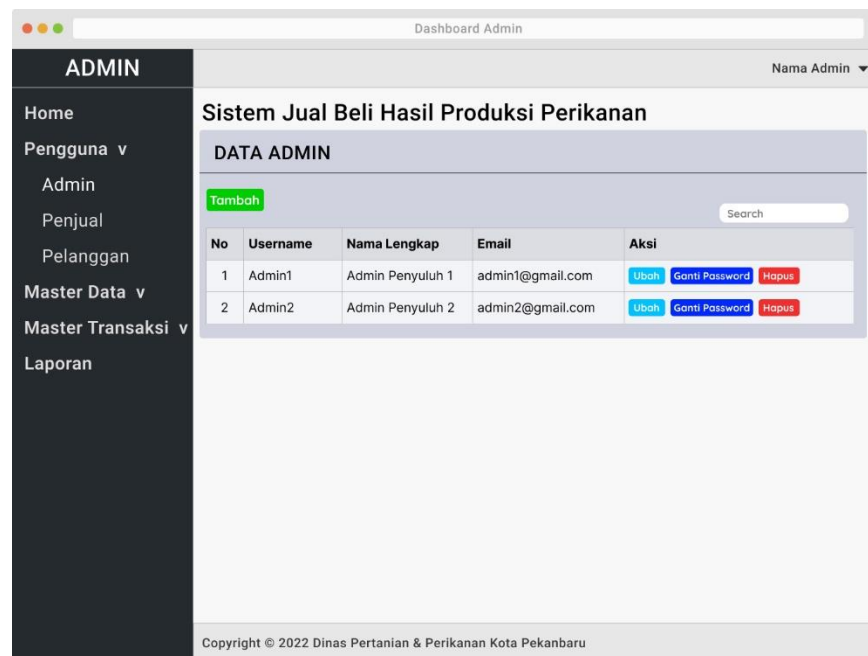 Dashboard Admin
ADMIN
Nama Admin
Home
Pengguna v
Admin
Penjual
Pelanggan
Master Data v
Master Transaksi v
Laporan
Sistem Jual Beli Hasil Produksi Perikanan
DATA ADMIN
Tambah
Search
No Username Nama Lengkap Email Aksi
1 Admin1 Admin Penyuluh 1 admin1@gmail.com Ubah Ganti Password Hapus
2 Admin2 Admin Penyuluh 2 admin2@gmail.com Ubah Ganti Password Hapus
Copyright © 2022 Dinas Pertanian & Perikanan Kota Pekanbaru